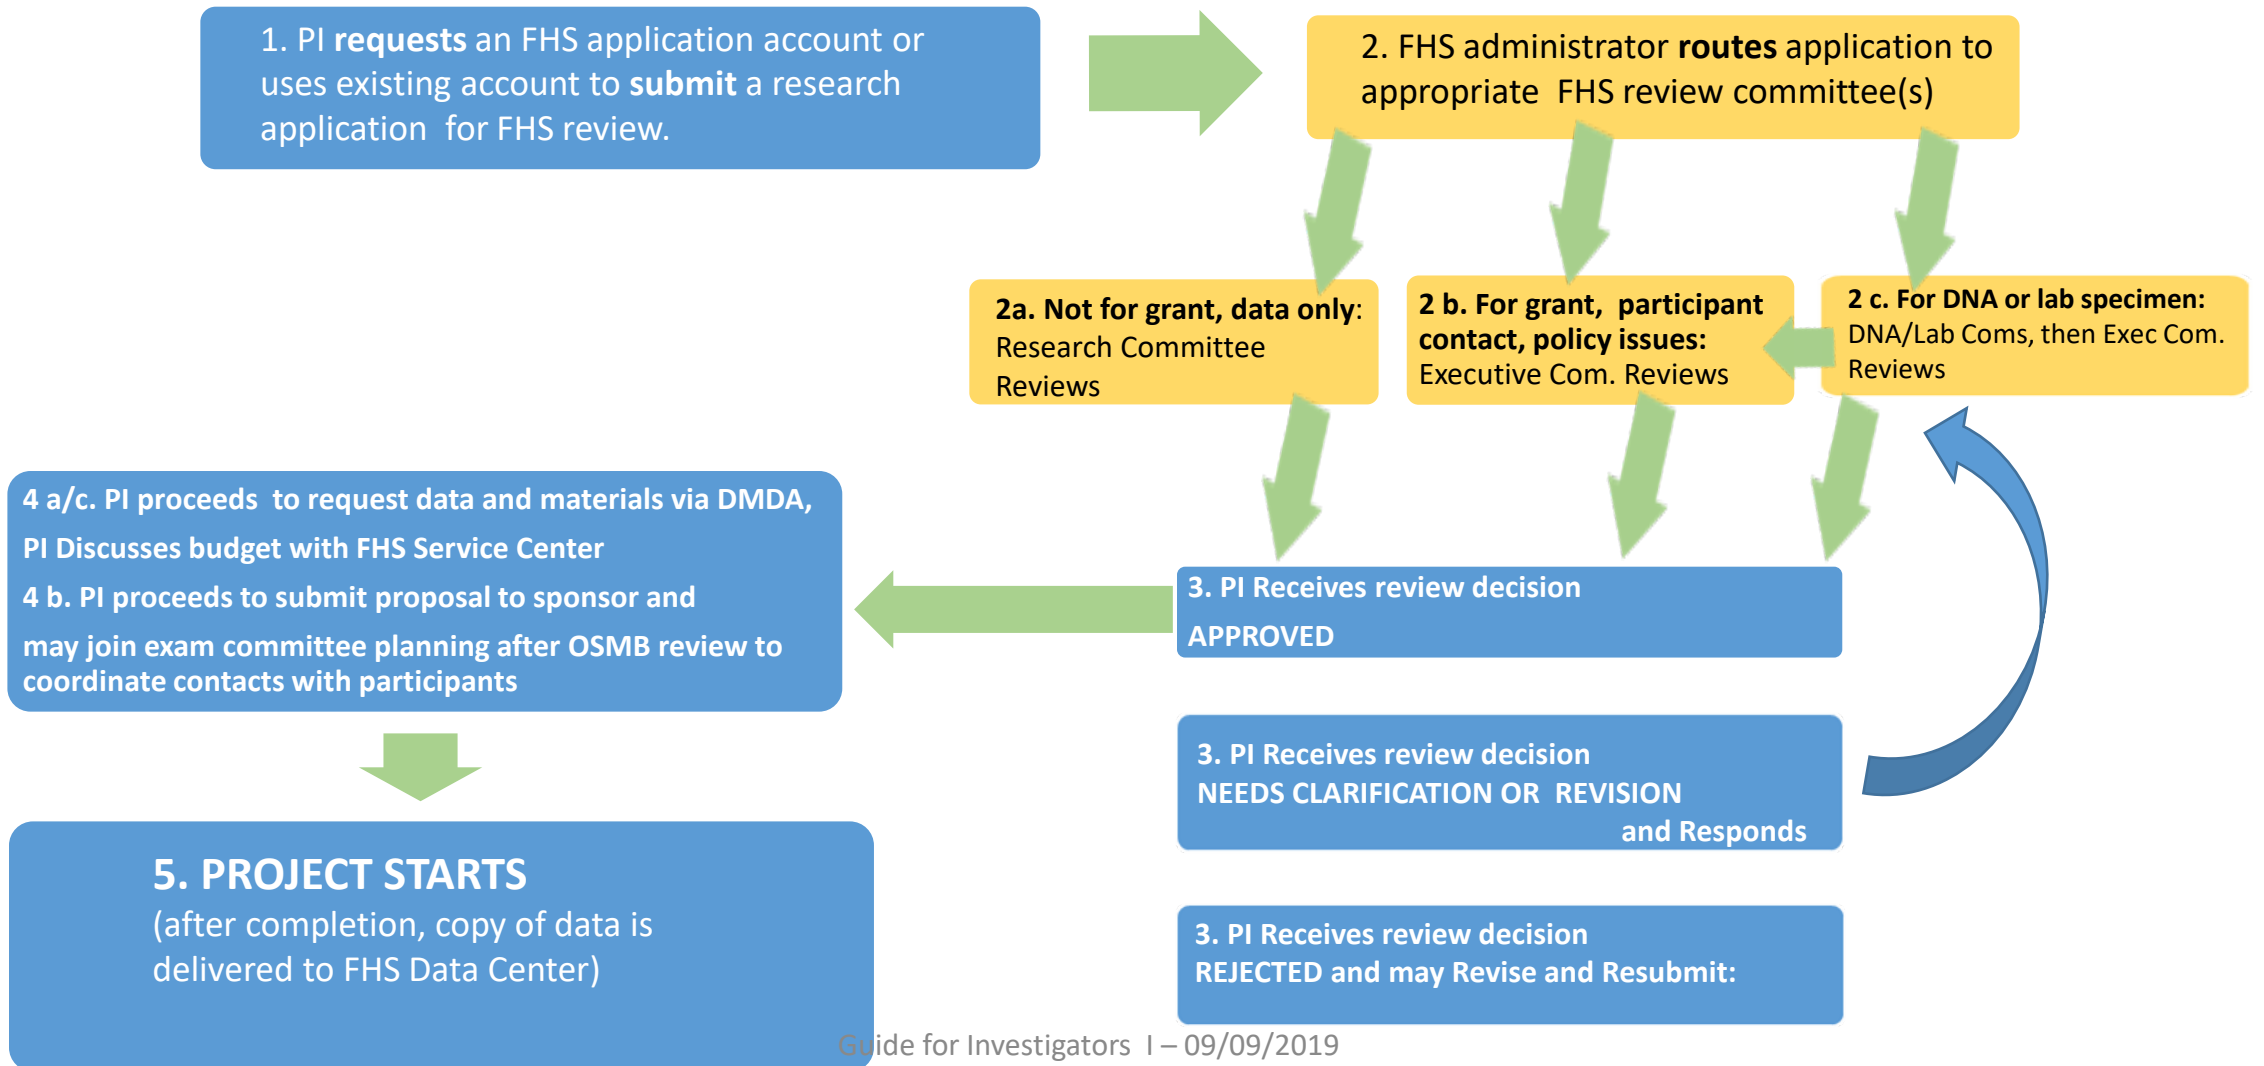 1. PI requests an FHS application account or
uses existing account to submit a research
application for FHS review.
2. FHS administrator routes application to
appropriate FHS review committee(s)
2a. Not for grant, data only:
Research Committee
Reviews
2 b. For grant, participant
contact, policy issues:
Executive Com. Reviews
2 c. For DNA or lab specimen:
DNA/Lab Coms, then Exec Com.
Reviews
3. PI Receives review decision
APPROVED
4 a/c. PI proceeds to request data and materials via DMDA,
PI Discusses budget with FHS Service Center
4 b. PI proceeds to submit proposal to sponsor and
may join exam committee planning after OSMB review to
coordinate contacts with participants
3. PI Receives review decision
NEEDS CLARIFICATION OR REVISION
and Responds
3. PI Receives review decision
REJECTED and may Revise and Resubmit:
5. PROJECT STARTS
(after completion, copy of data is
delivered to FHS Data Center)
Guide for Investigators I – 09/09/2019